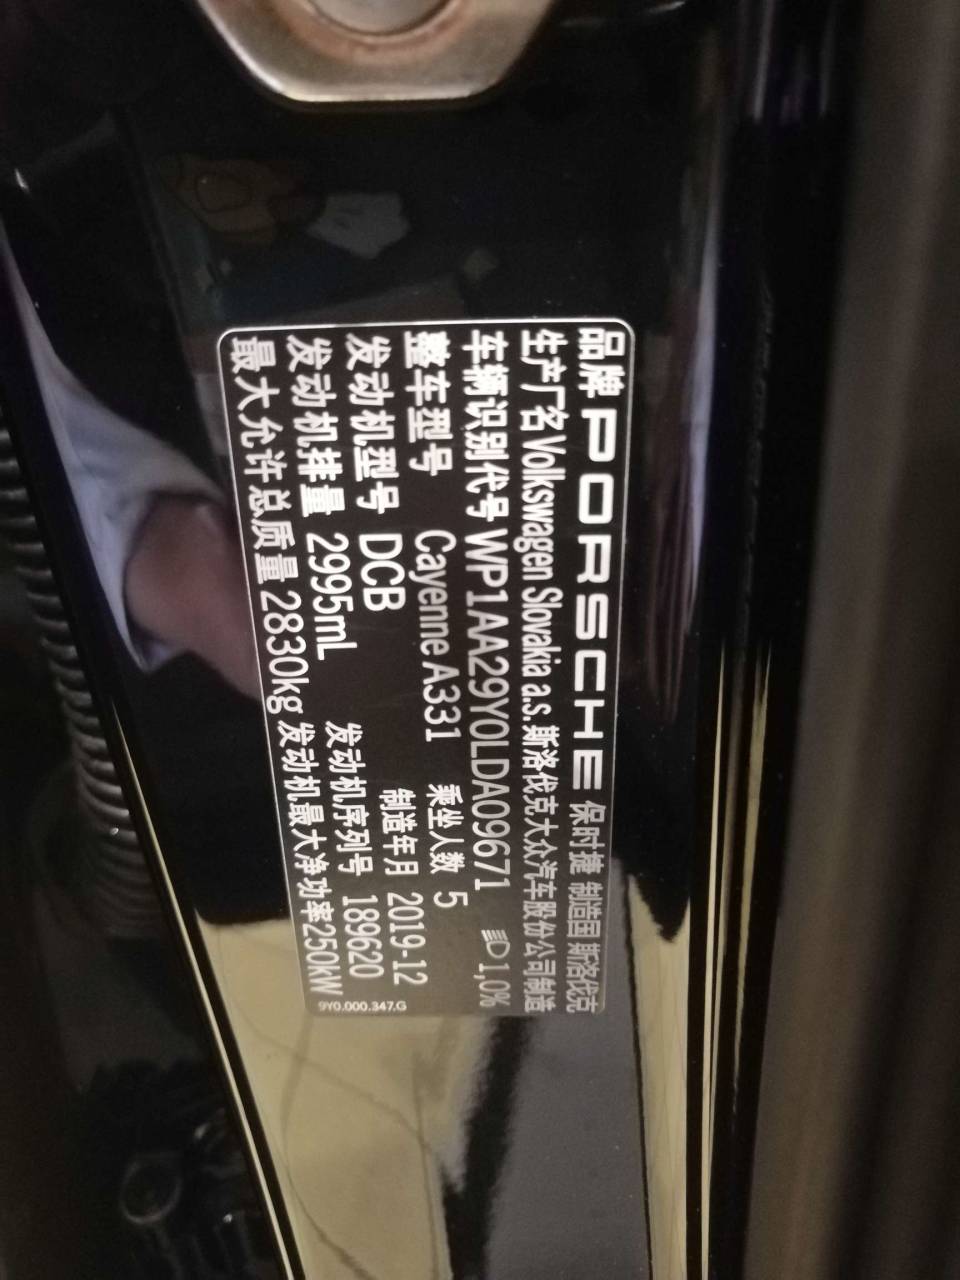 品牌 PORSCHE 保时捷 制造国 斯洛伐克
生产厂名 Volkswagen Slovakia a.s. 斯洛伐克大众汽车股份公司制造
车辆识别代号 WP1AA29Y0LDA09671 1,0%
整车型号 Cayenne A331 乘坐人数 5
发动机型号 DCB 制造年月 2019-12
发动机排量 2995mL 发动机序列号 189620
最大允许总质量 2830kg 发动机最大净功率250kW
9Y0.000.347.G